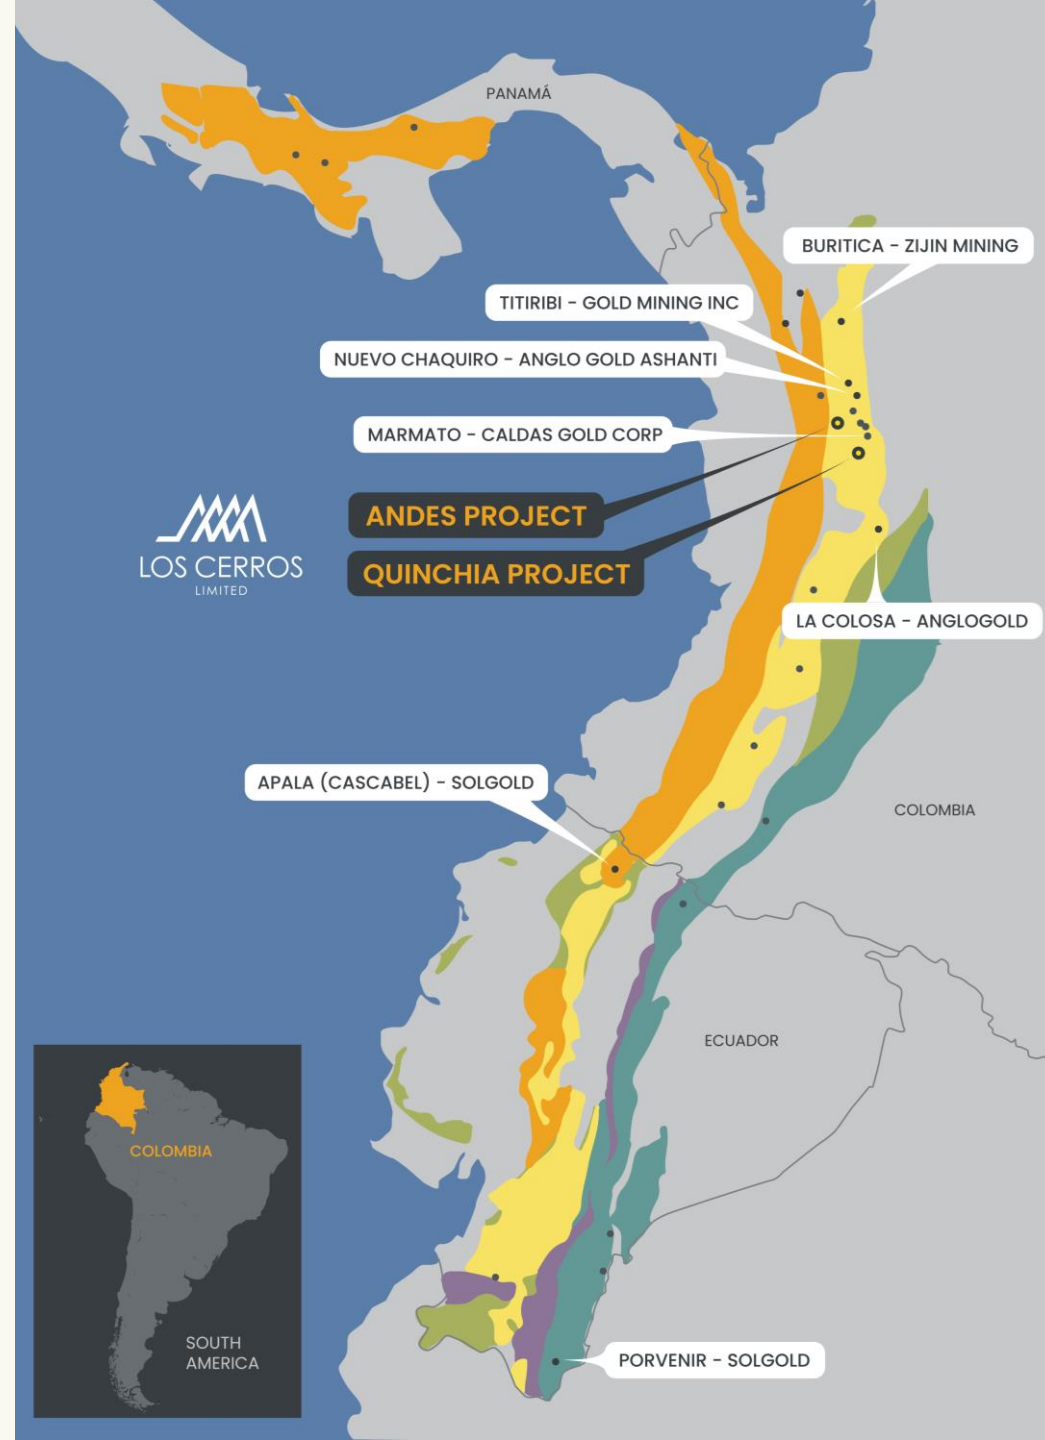 PANAMÁ
BURITICA - ZIJIN MINING
TITIRIBI - GOLD MINING INC
NUEVO CHAQUIRO - ANGLO GOLD ASHANTI
MARMATO - CALDAS GOLD CORP
ANDES PROJECT
QUINCHIA PROJECT
LOS CERROS
LIMITED
LA COLOSA - ANGLOGOLD
APALA (CASCABEL) - SOLGOLD
COLOMBIA
ECUADOR
COLOMBIA
SOUTH
AMERICA
PORVENIR - SOLGOLD